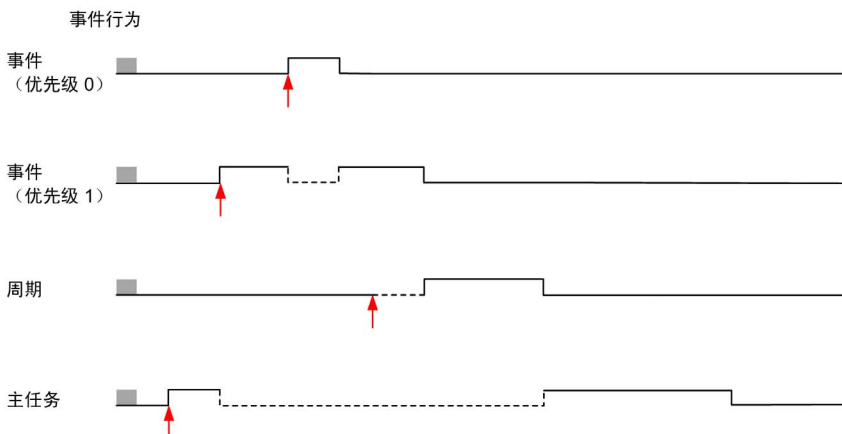 事件行为
事件
（优先级 0）
事件
（优先级 1）
周期
主任务